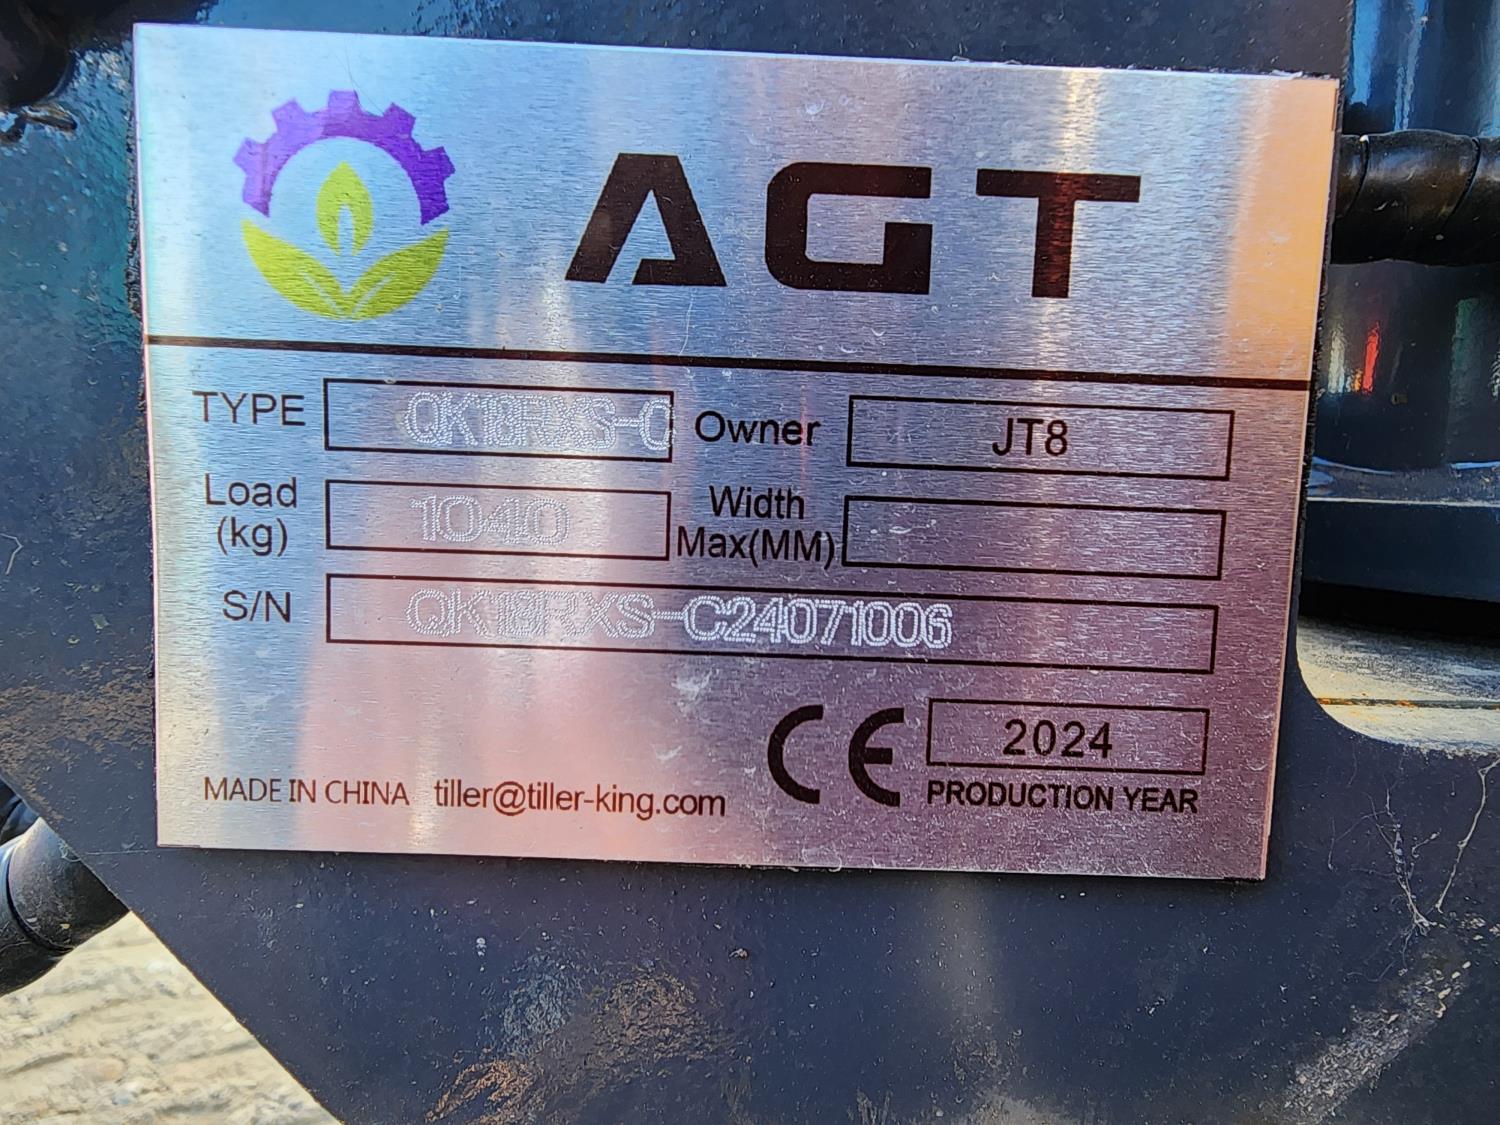 AGT
TYPE QK18RXS-C Owner JT8
Load (kg) 1040 Width Max(MM)
S/N QK18RXS-C24071006
CE 2024
MADE IN CHINA tiller@tiller-king.com PRODUCTION YEAR